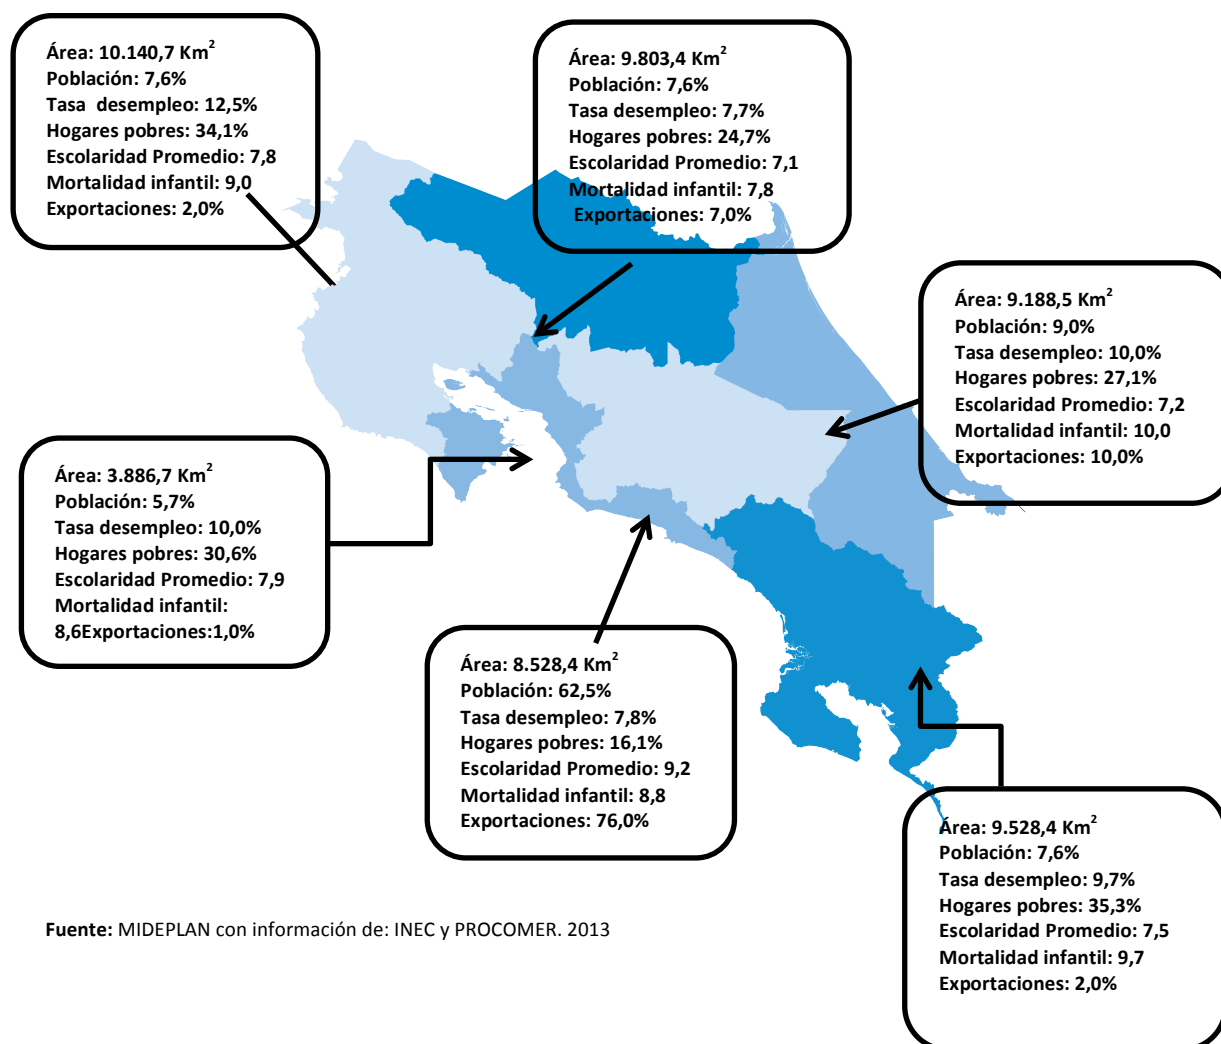 Área: 10.140,7 Km2
Población: 7,6%
Tasa desempleo: 12,5%
Hogares pobres: 34,1%
Escolaridad Promedio: 7,8
Mortalidad infantil: 9,0
Exportaciones: 2,0%
Área: 9.803,4 Km2
Población: 7,6%
Tasa desempleo: 7,7%
Hogares pobres: 24,7%
Escolaridad Promedio: 7,1
Mortalidad infantil: 7,8
Exportaciones: 7,0%
Área: 9.188,5 Km2
Población: 9,0%
Tasa desempleo: 10,0%
Hogares pobres: 27,1%
Escolaridad Promedio: 7,2
Mortalidad infantil: 10,0
Exportaciones: 10,0%
Área: 3.886,7 Km2
Población: 5,7%
Tasa desempleo: 10,0%
Hogares pobres: 30,6%
Escolaridad Promedio: 7,9
Mortalidad infantil:
8,6Exportaciones:1,0%
Área: 8.528,4 Km2
Población: 62,5%
Tasa desempleo: 7,8%
Hogares pobres: 16,1%
Escolaridad Promedio: 9,2
Mortalidad infantil: 8,8
Exportaciones: 76,0%
Área: 9.528,4 Km2
Población: 7,6%
Tasa desempleo: 9,7%
Hogares pobres: 35,3%
Escolaridad Promedio: 7,5
Mortalidad infantil: 9,7
Exportaciones: 2,0%
Fuente: MIDEPLAN con información de: INEC y PROCOMER. 2013